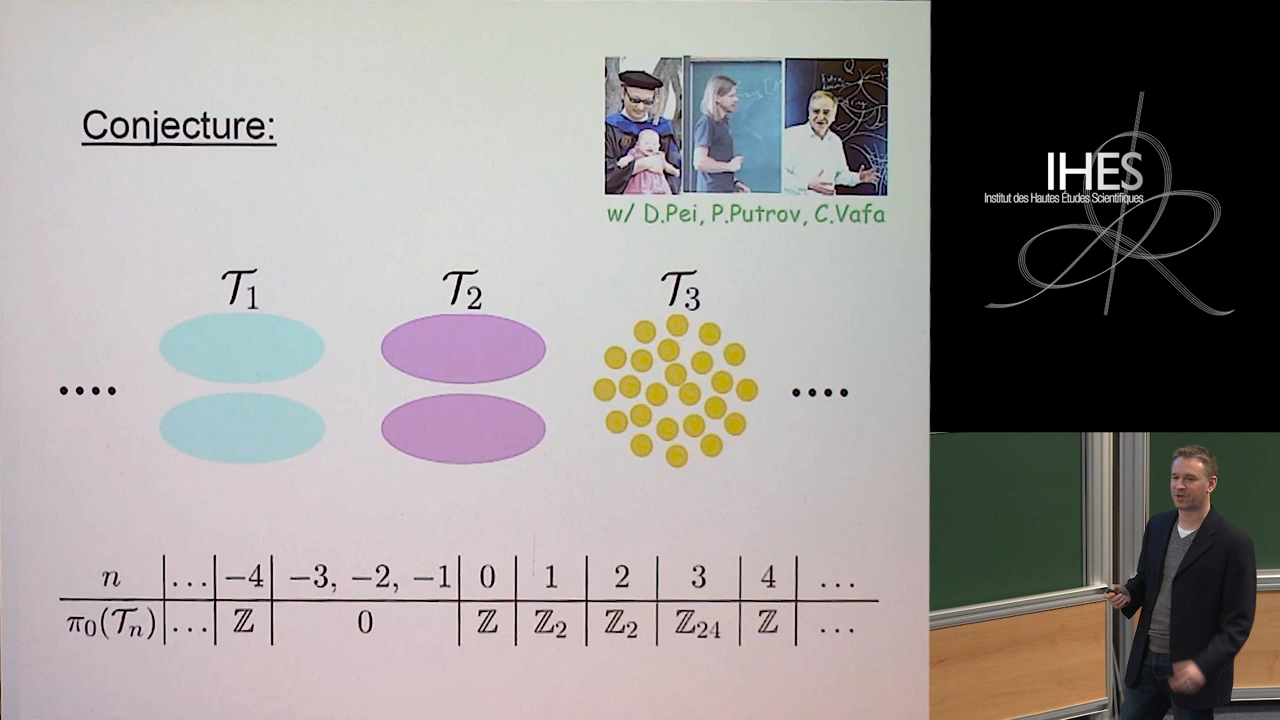 Conjecture:
w/ D.Pei, P.Putrov, C.Vafa
𝒯₁ 𝒯₂ 𝒯₃
.... ....
n | ... | −4 | −3, −2, −1 | 0 | 1 | 2 | 3 | 4 | ...
π₀(𝒯ₙ) | ... | ℤ | 0 | ℤ | ℤ₂ | ℤ₂ | ℤ₂₄ | ℤ | ...
IHES
Institut des Hautes Études Scientifiques